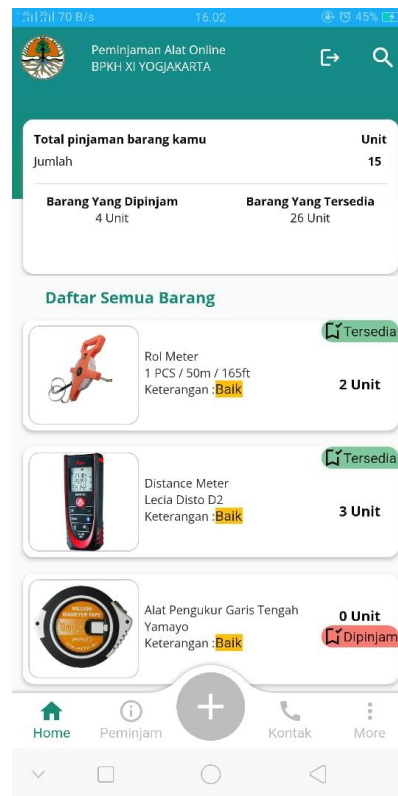 70 B/s 16.02 45%
Peminjaman Alat Online
BPKH XI YOGJAKARTA
Total pinjaman barang kamu Unit
Jumlah 15
Barang Yang Dipinjam Barang Yang Tersedia
4 Unit 26 Unit
Daftar Semua Barang
Tersedia
Rol Meter
1 PCS / 50m / 165ft
Keterangan :Baik
2 Unit
Tersedia
Distance Meter
Lecia Disto D2
Keterangan :Baik
3 Unit
Alat Pengukur Garis Tengah
Yamayo
Keterangan :Baik
0 Unit
Dipinjam
Home Peminjam + Kontak More